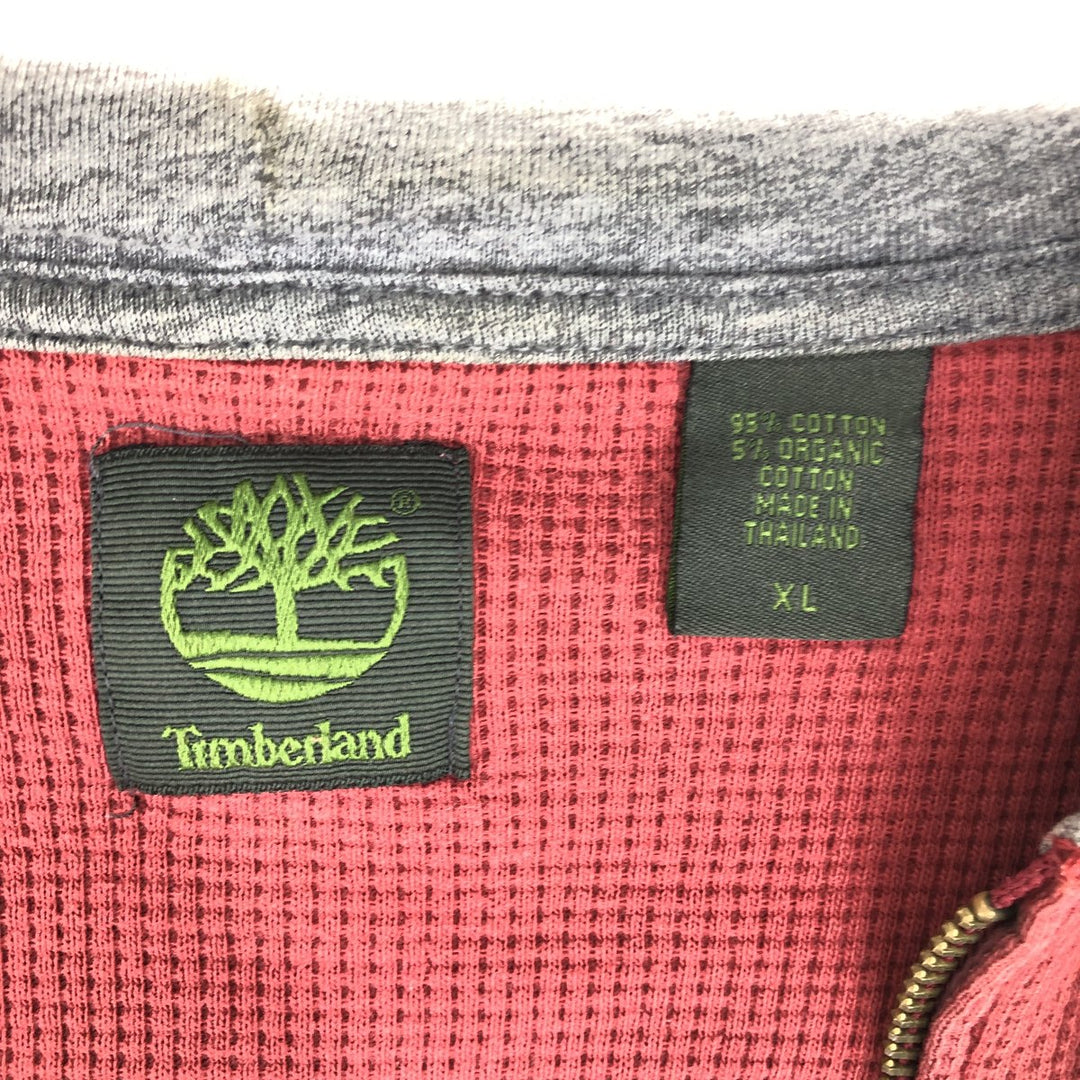 ®
Timberland
95% COTTON
5% ORGANIC
COTTON
MADE IN
THAILAND
XL